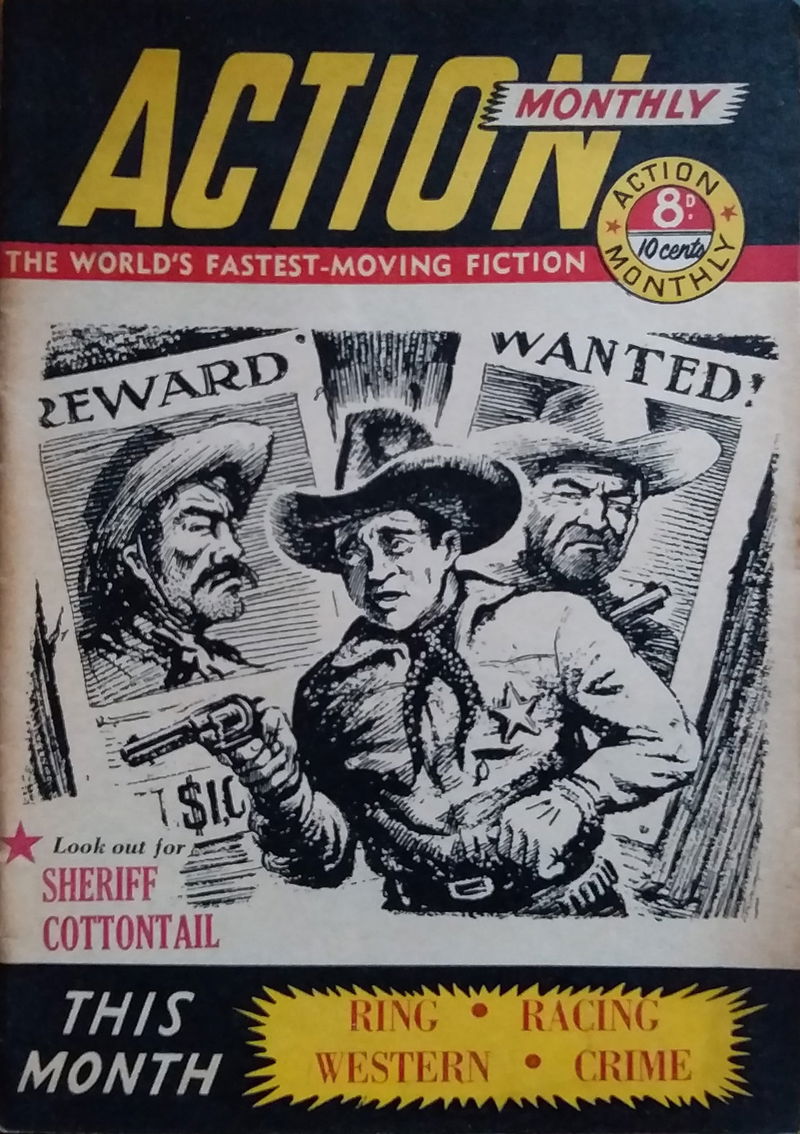 ACTION
MONTHLY
THE WORLD'S FASTEST-MOVING FICTION
ACTION
8D.
10 cents
MONTHLY
REWARD
WANTED!
Look out for
SHERIFF
COTTONTAIL
THIS
MONTH
RING • RACING
WESTERN • CRIME